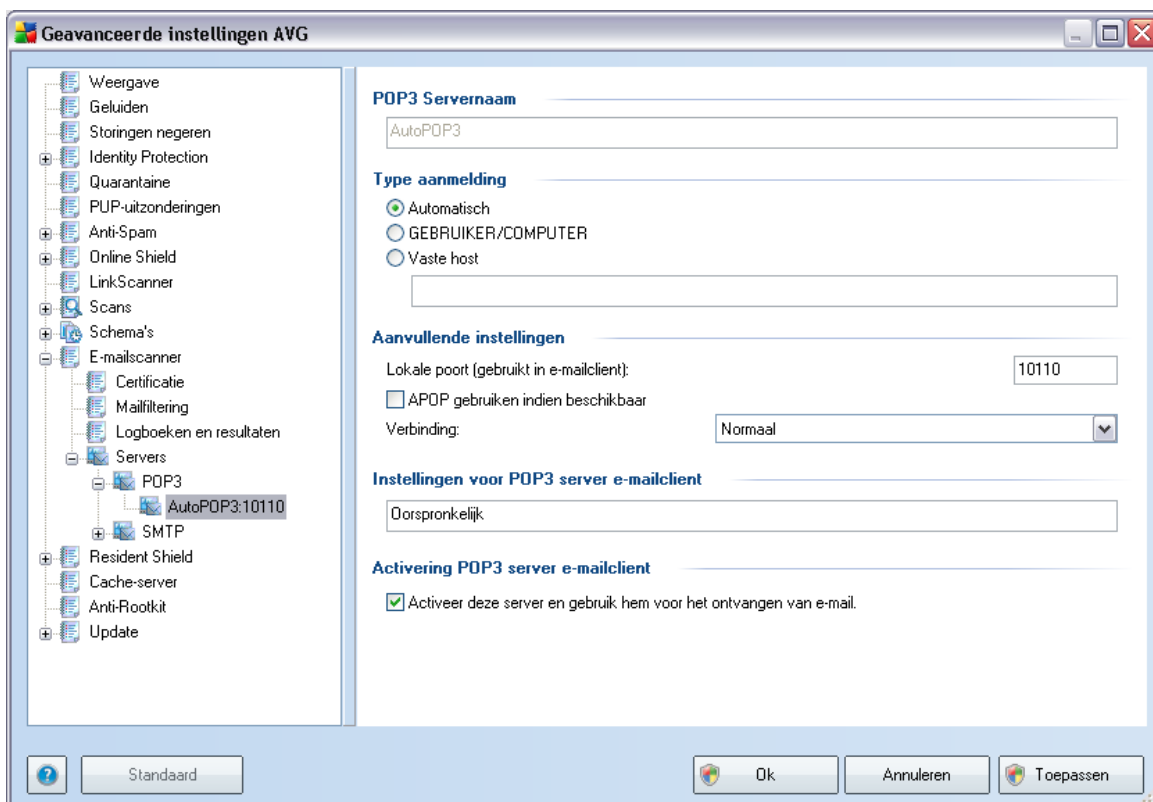 Geavanceerde instellingen AVG
Weergave
Geluiden
Storingen negeren
Identity Protection
Quarantaine
PUP-uitzonderingen
Anti-Spam
Online Shield
LinkScanner
Scans
Schema's
E-mailscanner
Certificatie
Mailfiltering
Logboeken en resultaten
Servers
POP3
AutoPOP3:10110
SMTP
Resident Shield
Cache-server
Anti-Rootkit
Update
POP3 Servernaam
AutoPOP3
Type aanmelding
Automatisch
GEBRUIKER/COMPUTER
Vaste host
Aanvullende instellingen
Lokale poort (gebruikt in e-mailclient): 10110
APOP gebruiken indien beschikbaar
Verbinding: Normaal
Instellingen voor POP3 server e-mailclient
Oorspronkelijk
Activering POP3 server e-mailclient
Activeer deze server en gebruik hem voor het ontvangen van e-mail.
Standaard Ok Annuleren Toepassen